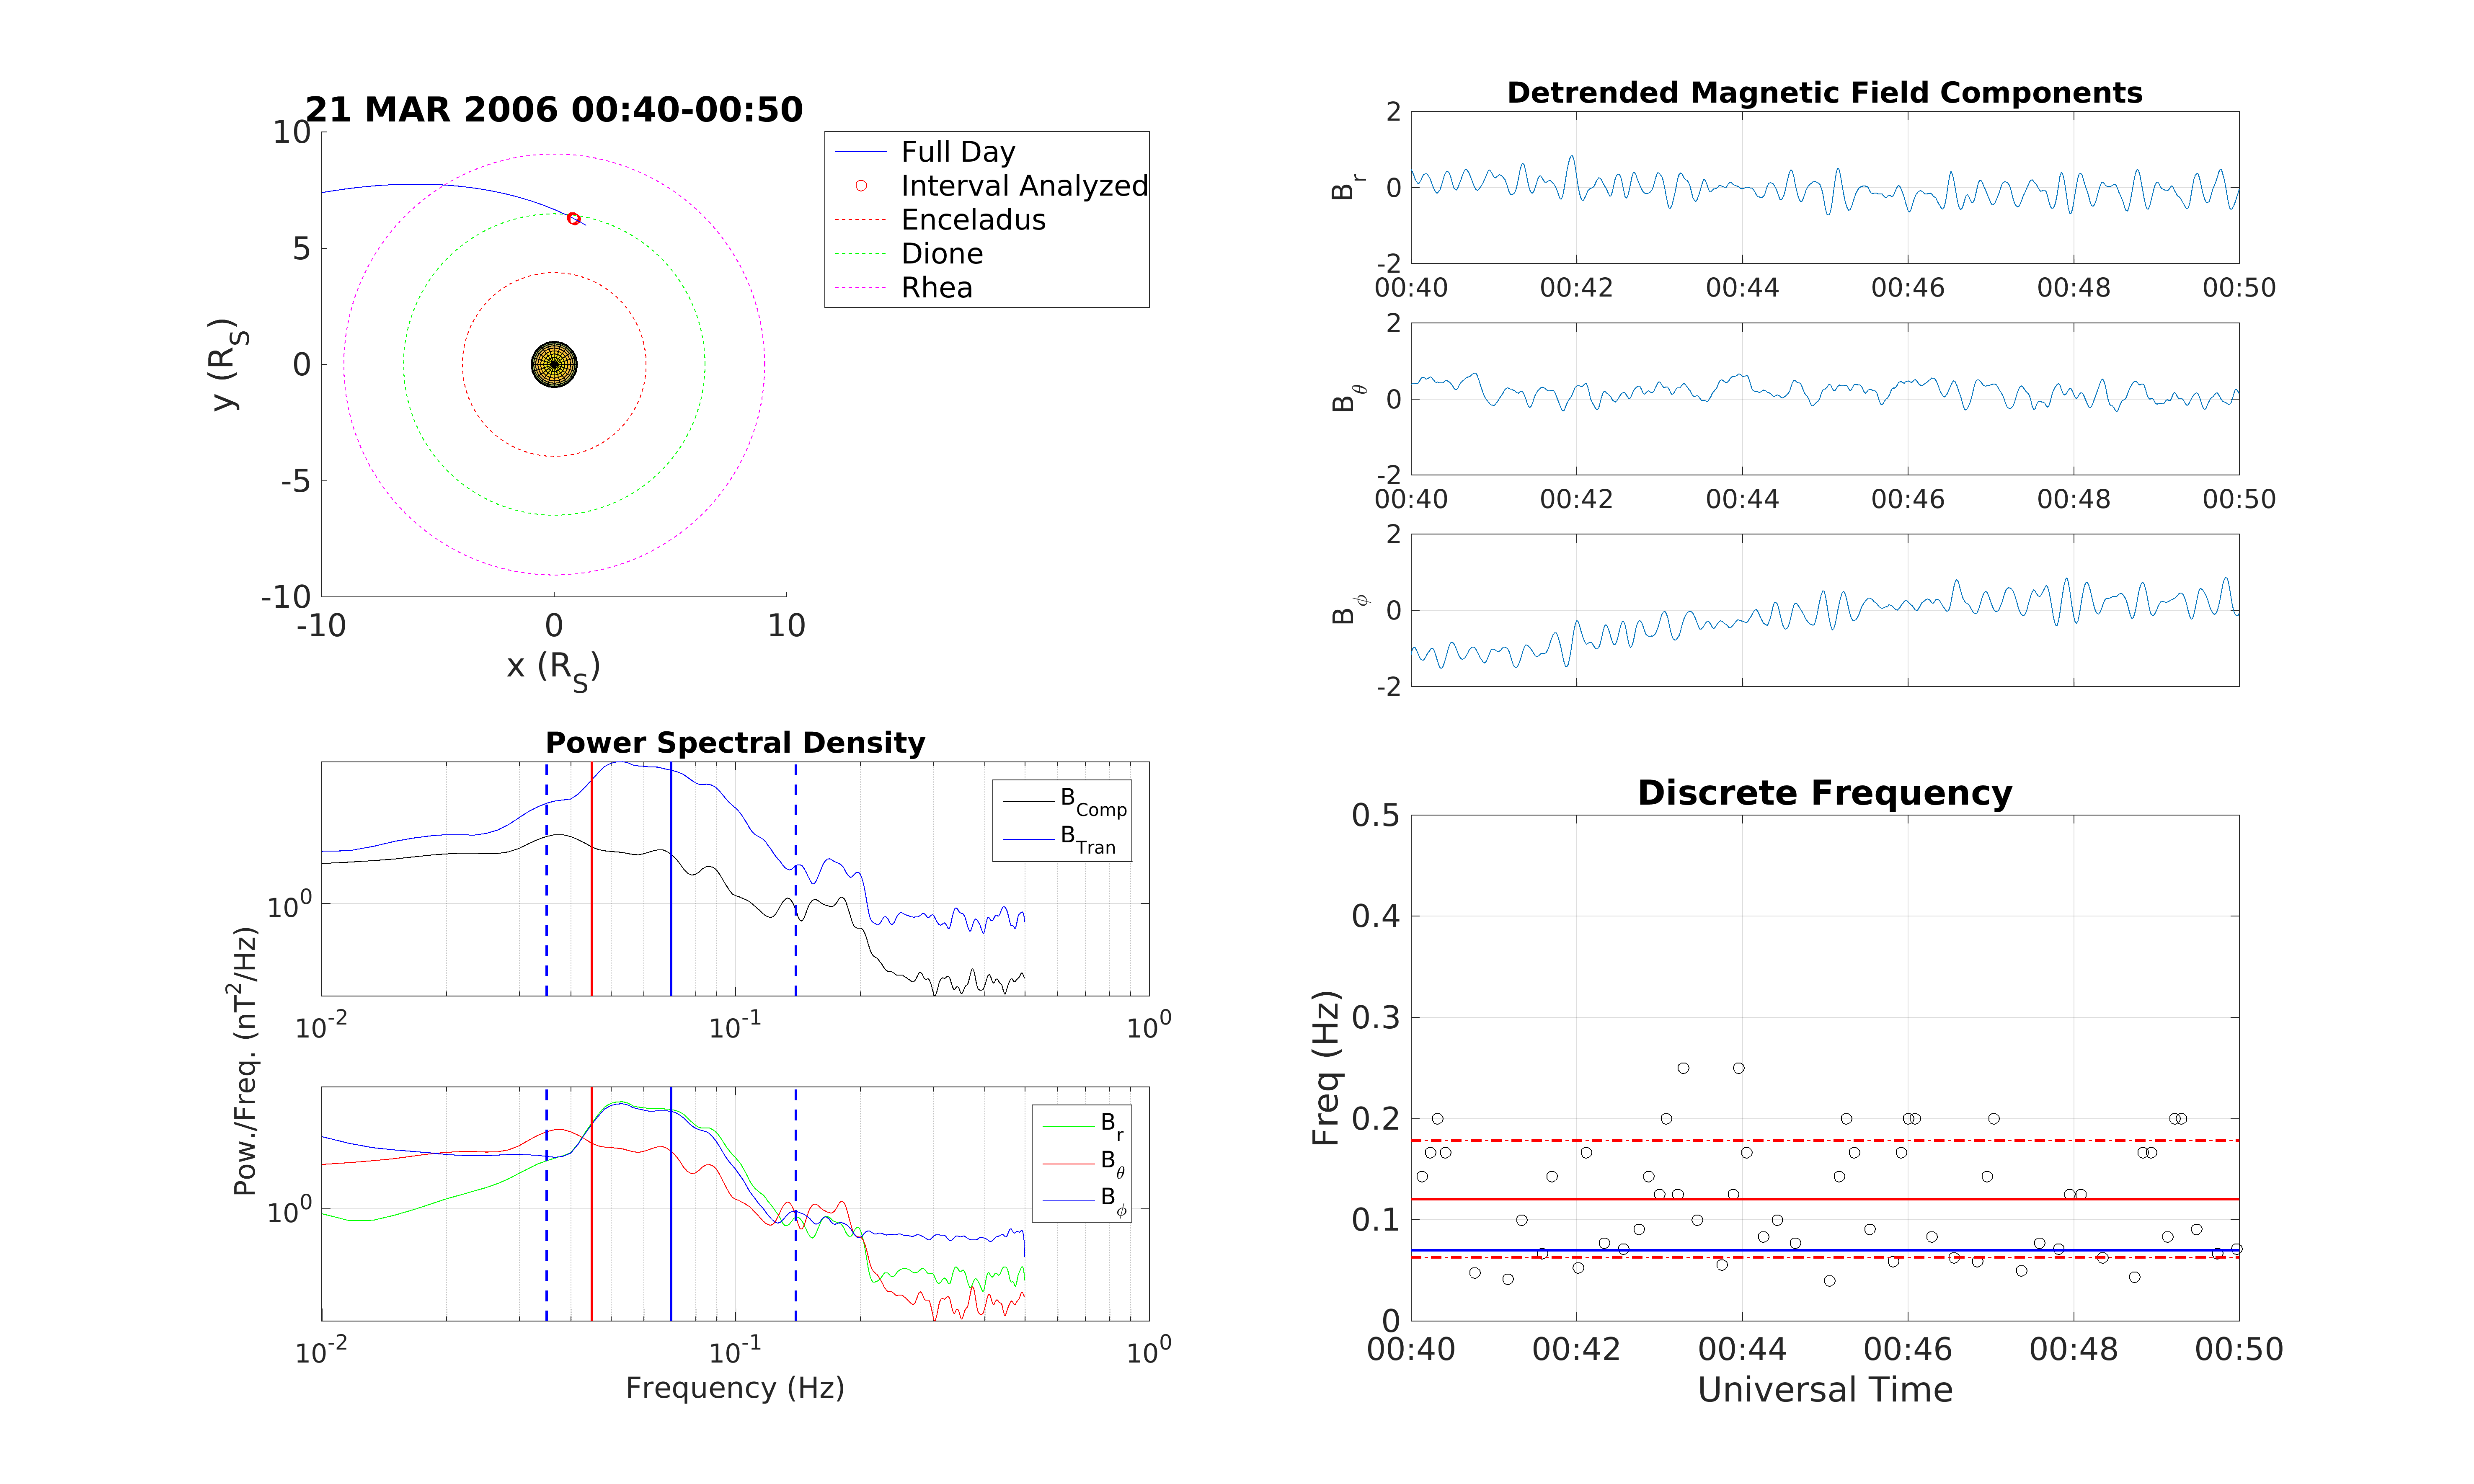 21 MAR 2006 00:40-00:50
10
5
0
-5
-10
-10 0 10
y (R_S)
x (R_S)
Full Day
Interval Analyzed
Enceladus
Dione
Rhea
Detrended Magnetic Field Components
B_r
2
0
-2
00:40 00:42 00:44 00:46 00:48 00:50
B_θ
2
0
-2
00:40 00:42 00:44 00:46 00:48 00:50
B_ϕ
2
0
-2
Power Spectral Density
B_Comp
B_Tran
10^0
10^-2 10^-1 10^0
Pow./Freq. (nT^2/Hz)
B_r
B_θ
B_ϕ
10^0
10^-2 10^-1 10^0
Frequency (Hz)
Discrete Frequency
0.5
0.4
0.3
0.2
0.1
0
Freq (Hz)
00:40 00:42 00:44 00:46 00:48 00:50
Universal Time